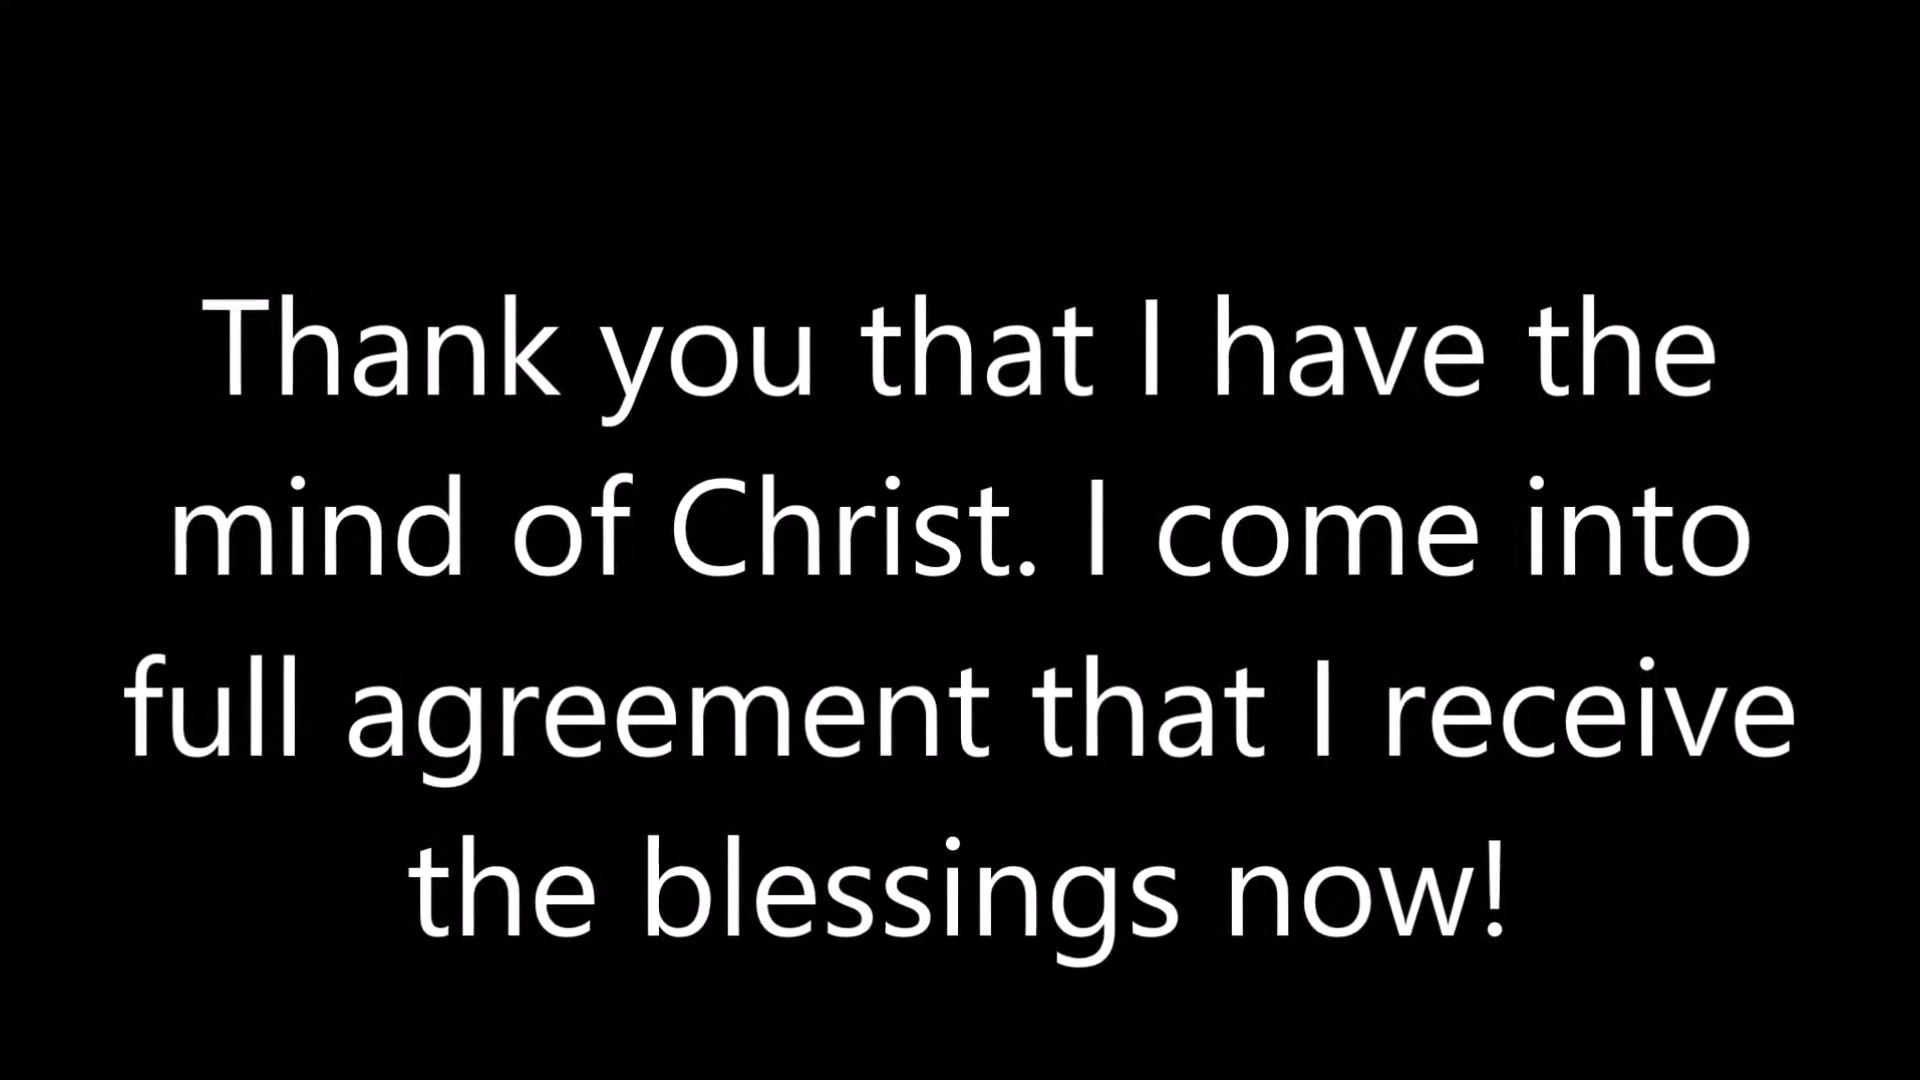 Thank you that I have the
mind of Christ. I come into
full agreement that I receive
the blessings now!